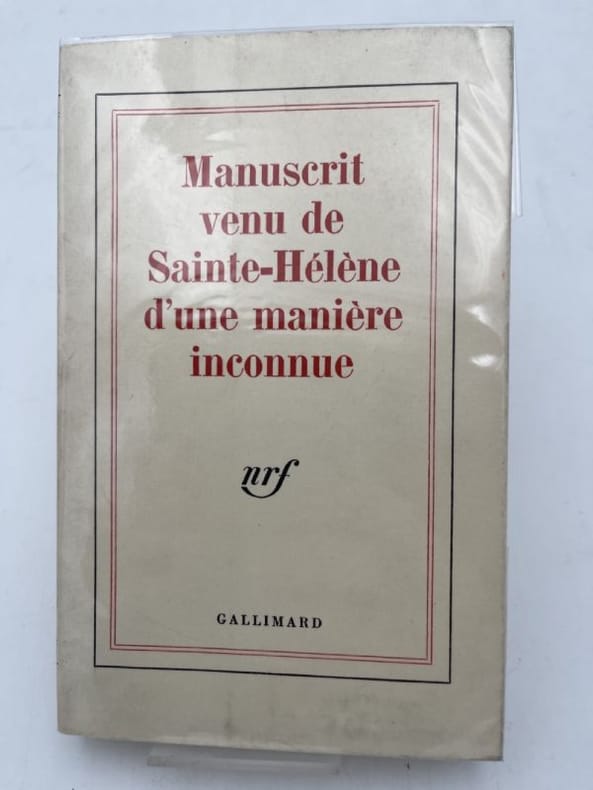 Manuscrit
venu de
Sainte-Hélène
d'une manière
inconnue
nrf
GALLIMARD